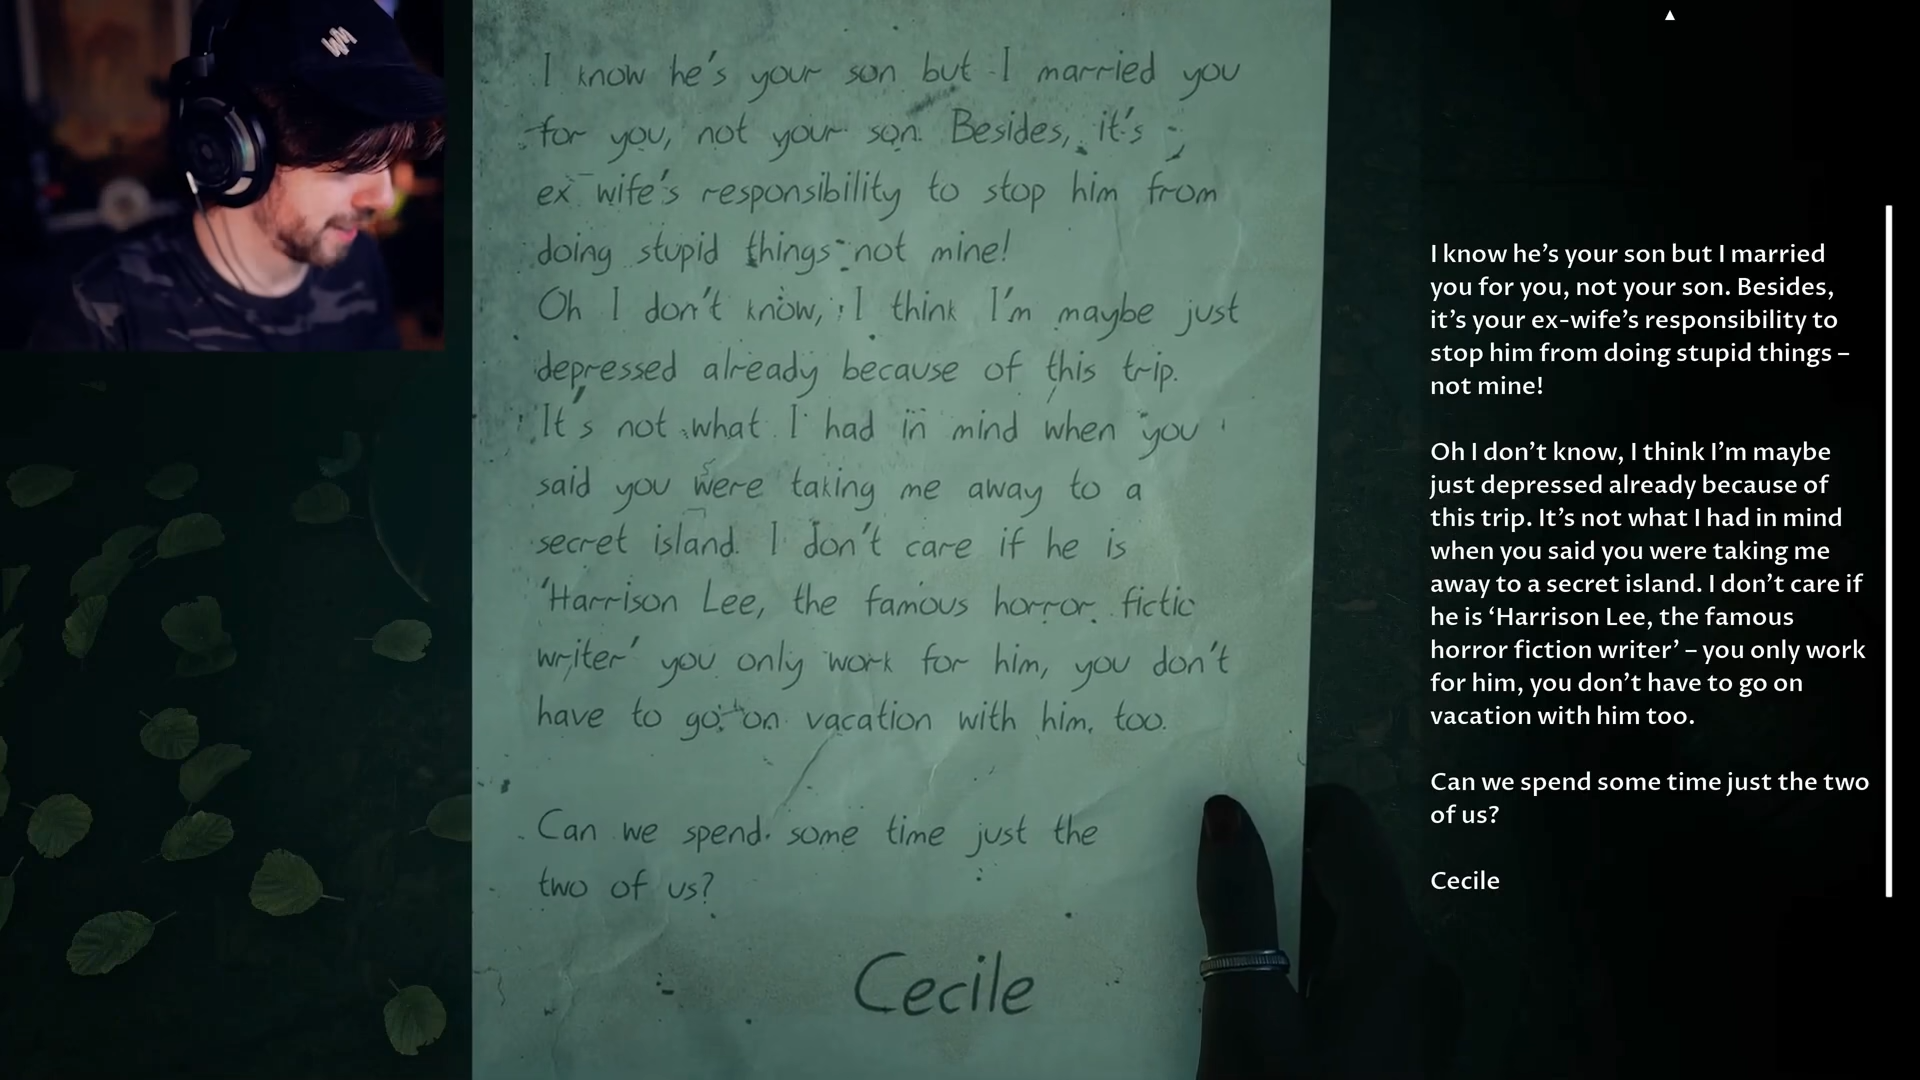 I know he's your son but I married you
for you, not your son. Besides, it's
ex wife's responsibility to stop him from
doing stupid things - not mine!
Oh I don't know, I think I'm maybe just
depressed already because of this trip.
It's not what I had in mind when you
said you were taking me away to a
secret island. I don't care if he is
'Harrison Lee, the famous horror fictic
writer' you only work for him, you don't
have to go on vacation with him, too.
Can we spend some time just the
two of us?
Cecile
▲
I know he’s your son but I married
you for you, not your son. Besides,
it’s your ex-wife’s responsibility to
stop him from doing stupid things –
not mine!
Oh I don’t know, I think I’m maybe
just depressed already because of
this trip. It’s not what I had in mind
when you said you were taking me
away to a secret island. I don’t care if
he is ‘Harrison Lee, the famous
horror fiction writer’ – you only work
for him, you don’t have to go on
vacation with him too.
Can we spend some time just the two
of us?
Cecile